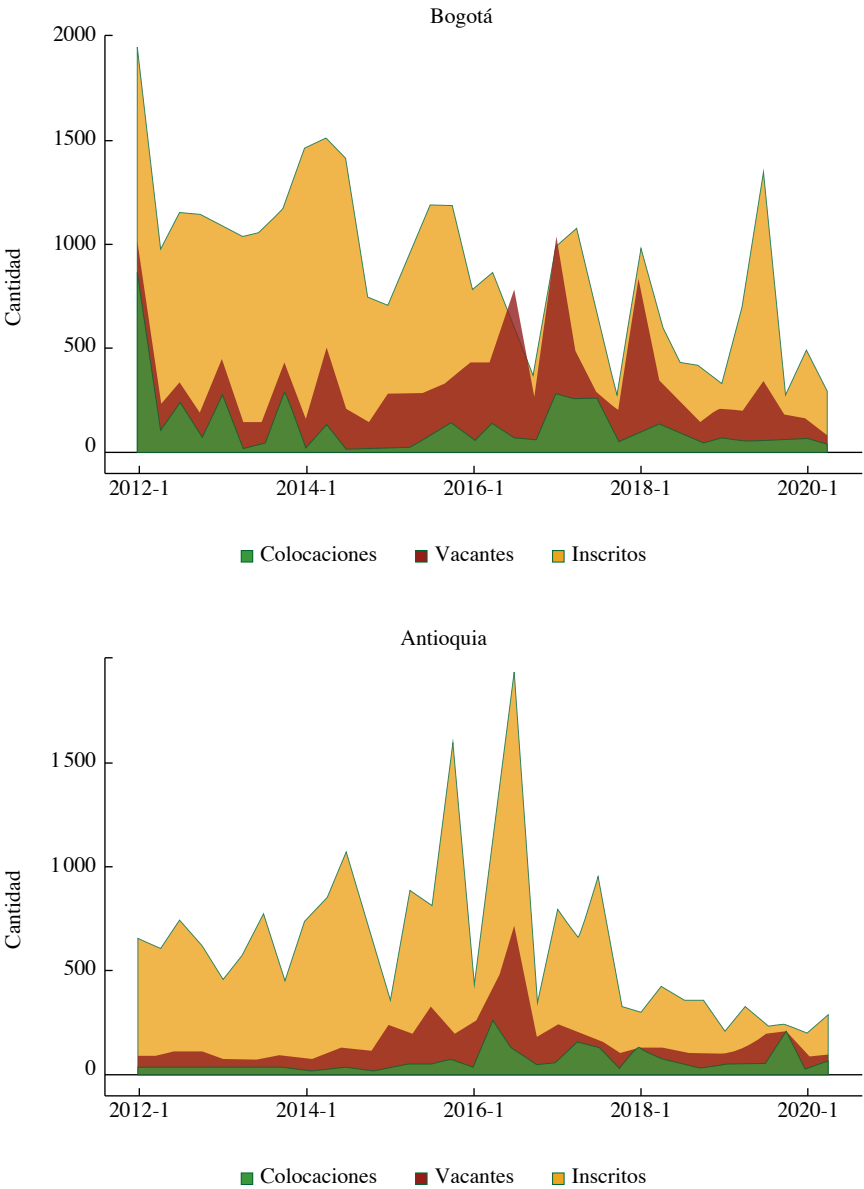 Bogotá
2000
1500
1000
500
0
Cantidad
2012-1 2014-1 2016-1 2018-1 2020-1
Colocaciones Vacantes Inscritos
Antioquia
1 500
1 000
500
0
Cantidad
2012-1 2014-1 2016-1 2018-1 2020-1
Colocaciones Vacantes Inscritos